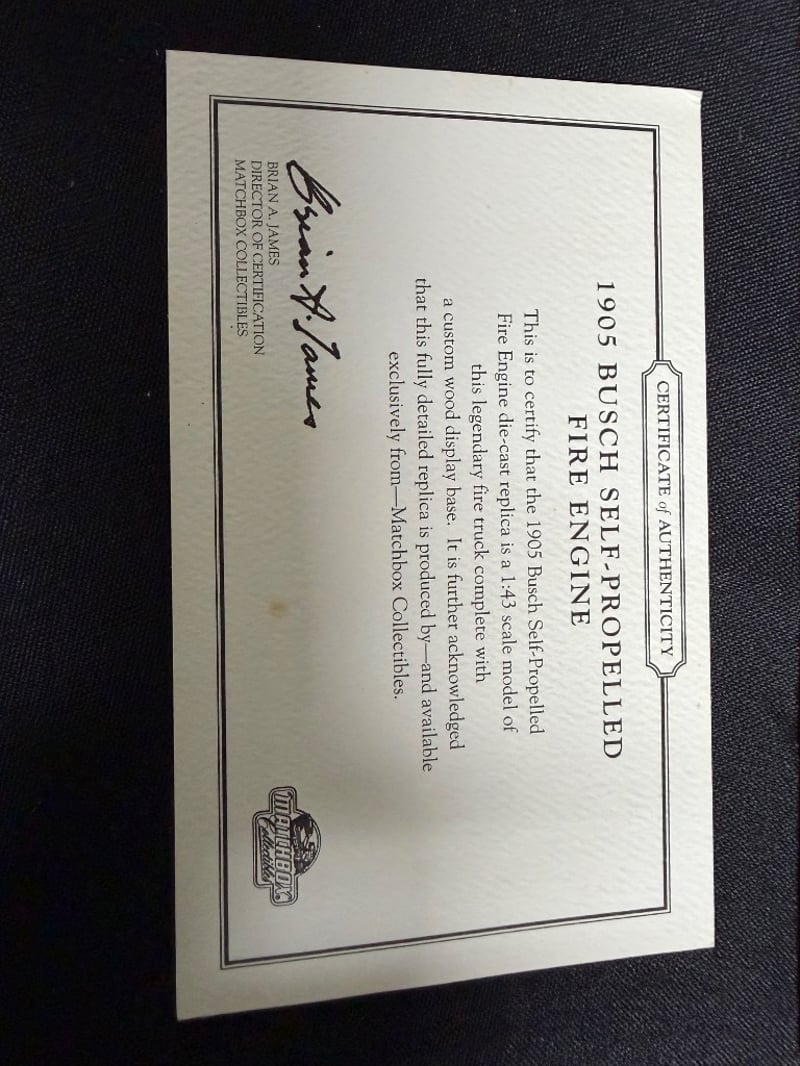 CERTIFICATE of AUTHENTICITY
1905 BUSCH SELF-PROPELLED
FIRE ENGINE
This is to certify that the 1905 Busch Self-Propelled
Fire Engine die-cast replica is a 1:43 scale model of
this legendary fire truck complete with
a custom wood display base. It is further acknowledged
that this fully detailed replica is produced by—and available
exclusively from—Matchbox Collectibles.
Brian A. James
BRIAN A. JAMES
DIRECTOR OF CERTIFICATION
MATCHBOX COLLECTIBLES
MATCHBOX
Collectibles